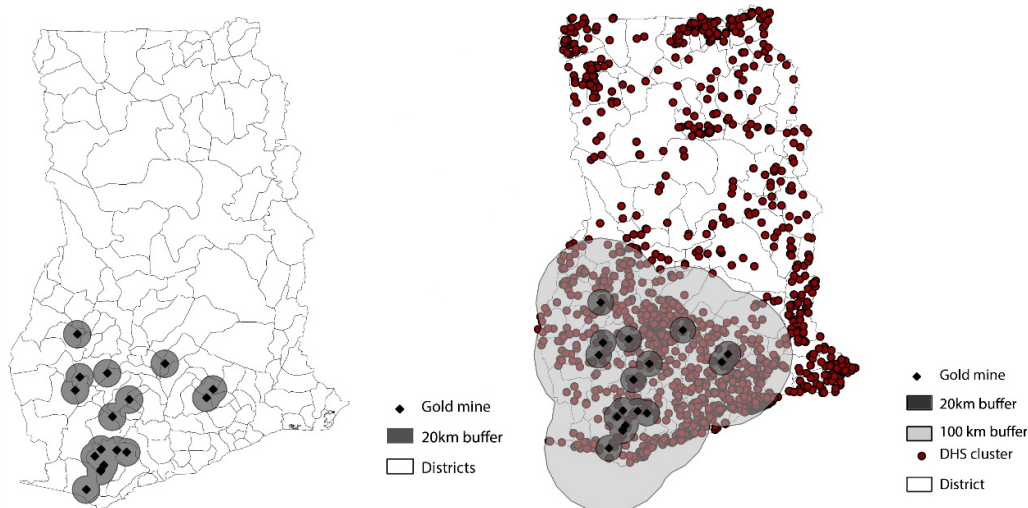 Gold mine
20km buffer
Districts
Gold mine
20km buffer
100 km buffer
DHS cluster
District